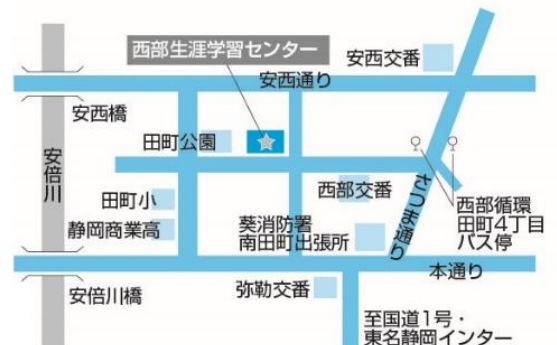 西部生涯学習センター
安西交番
安西通り
安西橋
田町公園
安倍川
西部交番
さつま通り
西部循環
田町4丁目
バス停
田町小
静岡商業高
葵消防署
南田町出張所
本通り
安倍川橋
弥勒交番
至国道1号・
東名静岡インター